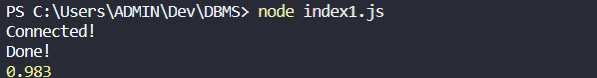 PS C:\Users\ADMIN\Dev\DBMS> node index1.js
Connected!
Done!
0.983